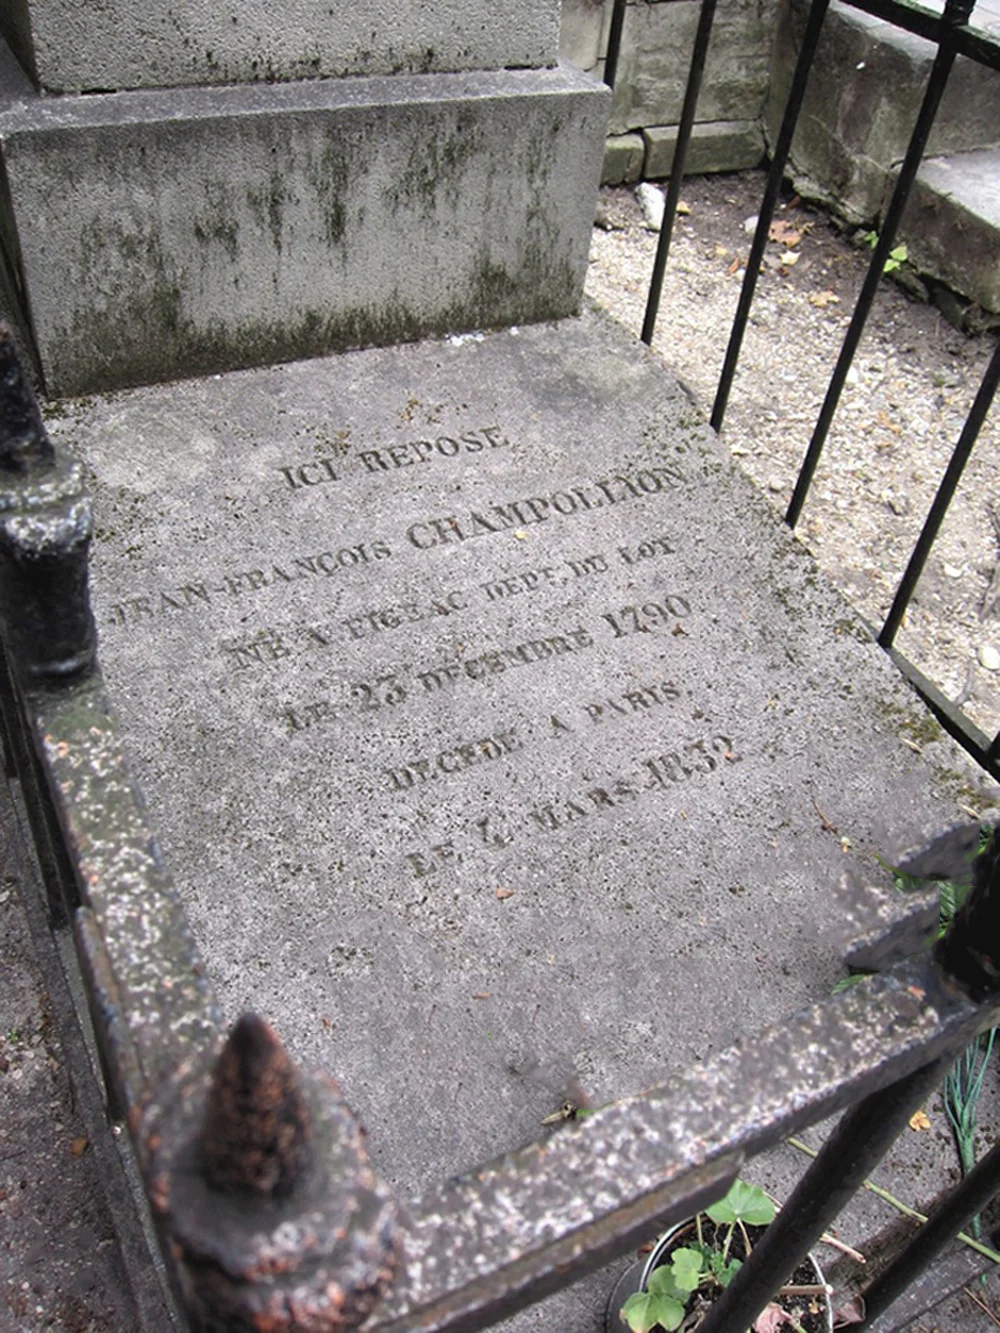 ICI REPOSE
JEAN-FRANÇOIS CHAMPOLLION
NÉ A FIGEAC DEPT. DU LOT
LE 23 DÉCEMBRE 1790
DÉCÉDÉ A PARIS
LE 4 MARS 1832